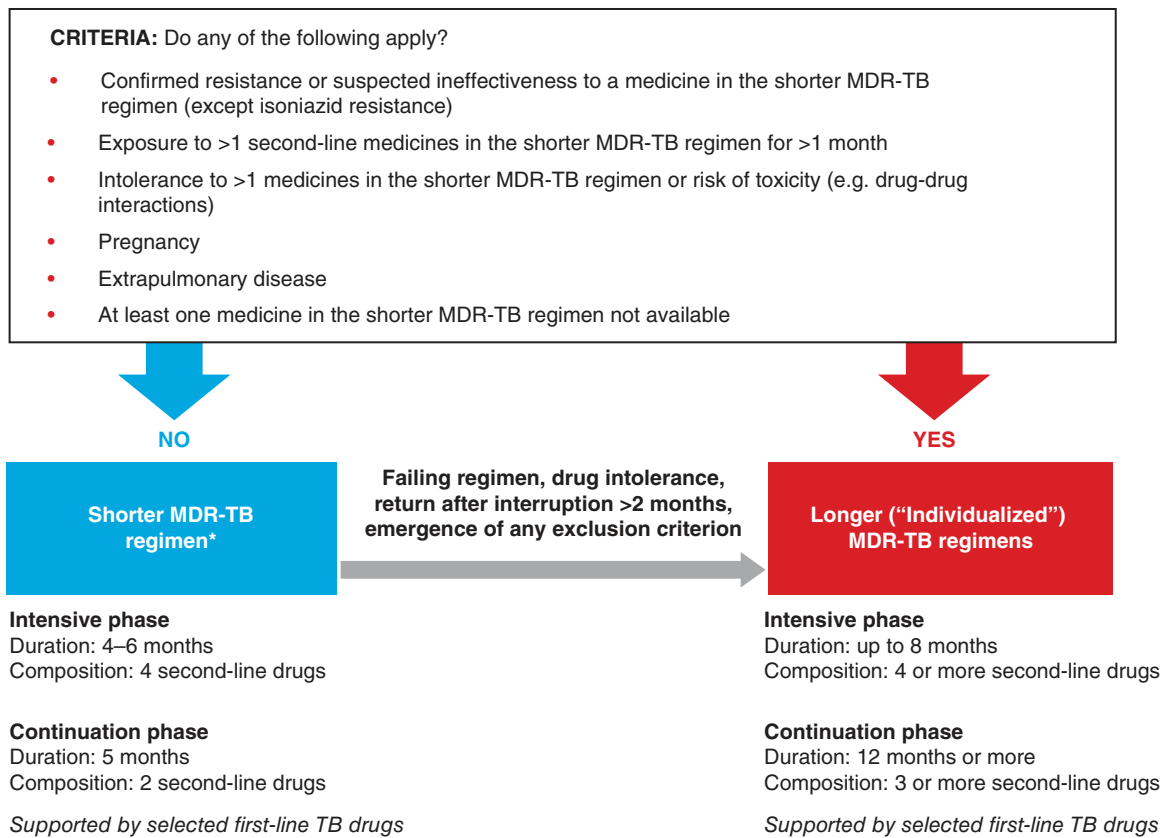 CRITERIA: Do any of the following apply?
• Confirmed resistance or suspected ineffectiveness to a medicine in the shorter MDR-TB
regimen (except isoniazid resistance)
• Exposure to >1 second-line medicines in the shorter MDR-TB regimen for >1 month
• Intolerance to >1 medicines in the shorter MDR-TB regimen or risk of toxicity (e.g. drug-drug
interactions)
• Pregnancy
• Extrapulmonary disease
• At least one medicine in the shorter MDR-TB regimen not available
NO
YES
Shorter MDR-TB
regimen*
Failing regimen, drug intolerance,
return after interruption >2 months,
emergence of any exclusion criterion
Longer (“Individualized”)
MDR-TB regimens
Intensive phase
Duration: 4–6 months
Composition: 4 second-line drugs
Continuation phase
Duration: 5 months
Composition: 2 second-line drugs
Supported by selected first-line TB drugs
Intensive phase
Duration: up to 8 months
Composition: 4 or more second-line drugs
Continuation phase
Duration: 12 months or more
Composition: 3 or more second-line drugs
Supported by selected first-line TB drugs